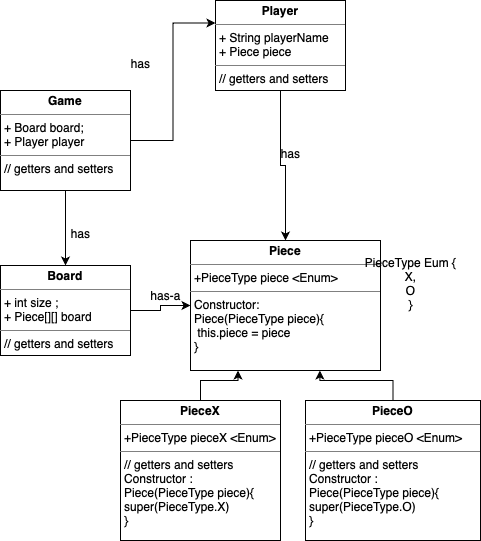 Player
+ String playerName
+ Piece piece
// getters and setters
has
Game
+ Board board;
+ Player player
// getters and setters
has
has
Board
+ int size ;
+ Piece[][] board
// getters and setters
has-a
Piece
+PieceType piece <Enum>
Constructor:
Piece(PieceType piece){
this.piece = piece
}
PieceType Eum {
X,
O
}
PieceX
+PieceType pieceX <Enum>
// getters and setters
Constructor :
Piece(PieceType piece){
super(PieceType.X)
}
PieceO
+PieceType pieceO <Enum>
// getters and setters
Constructor :
Piece(PieceType piece){
super(PieceType.O)
}